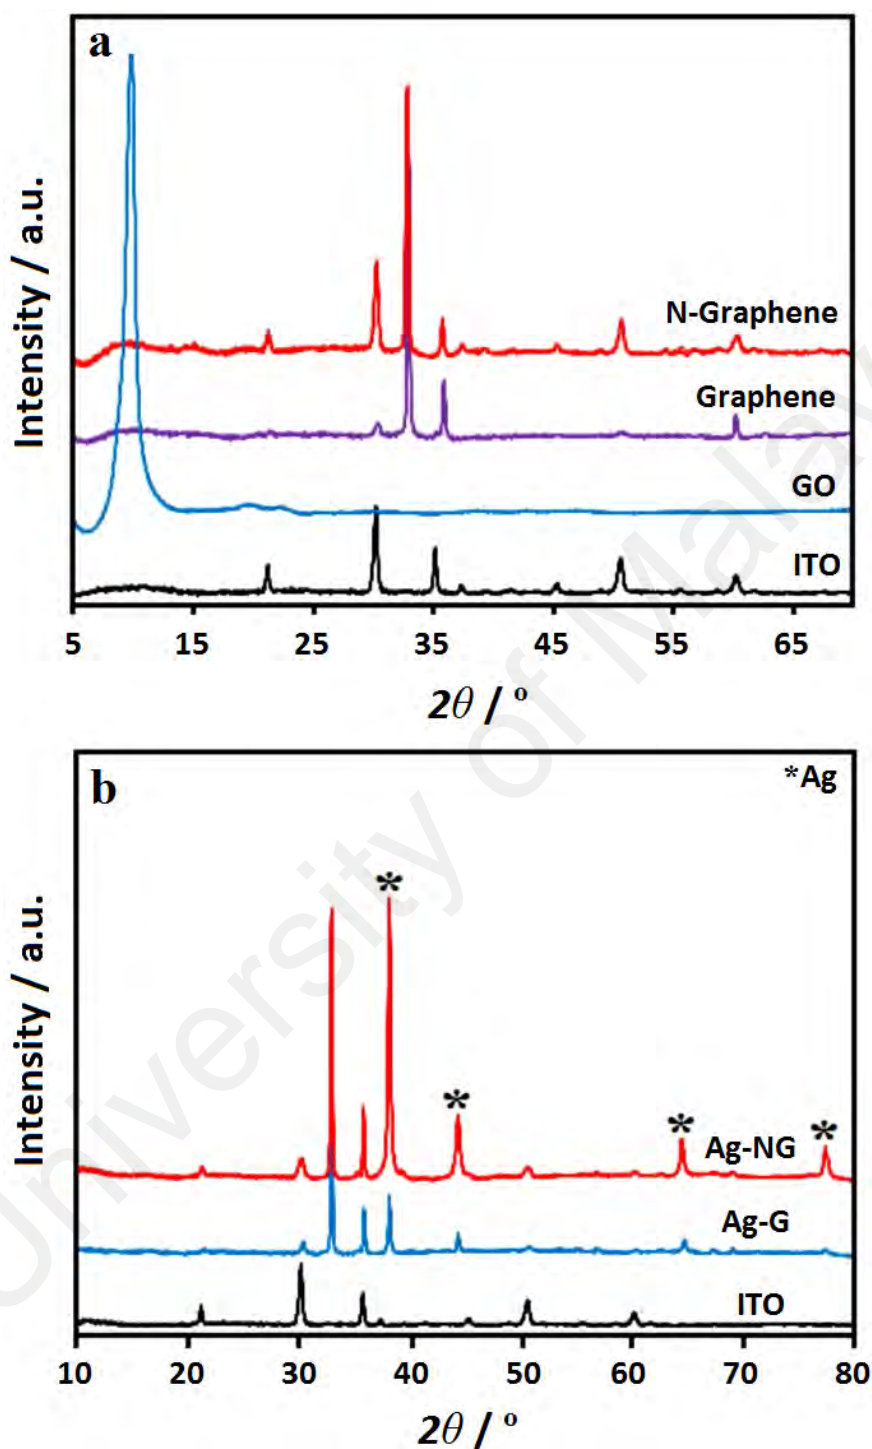 a
Intensity / a.u.
N-Graphene
Graphene
GO
ITO
5 15 25 35 45 55 65
2θ / °
b
*Ag
Intensity / a.u.
*
*
*
*
Ag-NG
Ag-G
ITO
10 20 30 40 50 60 70 80
2θ / °
University of Malay